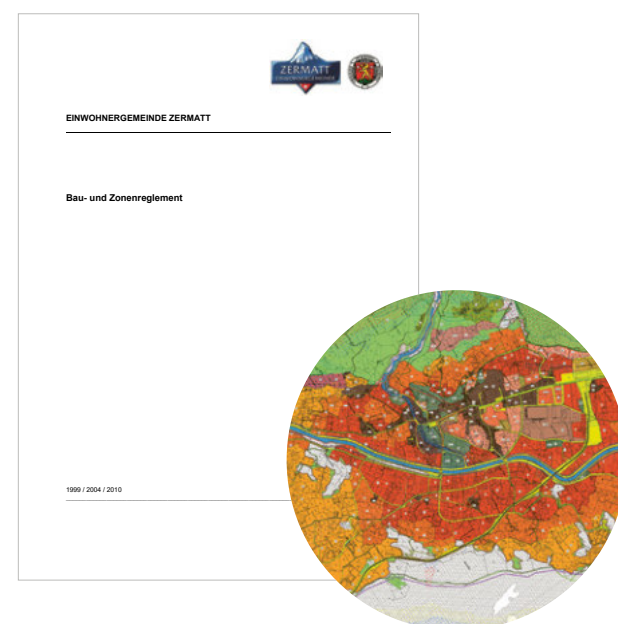 ZERMATT
EINWOHNERGEMEINDE ZERMATT
Bau- und Zonenreglement
1999 / 2004 / 2010